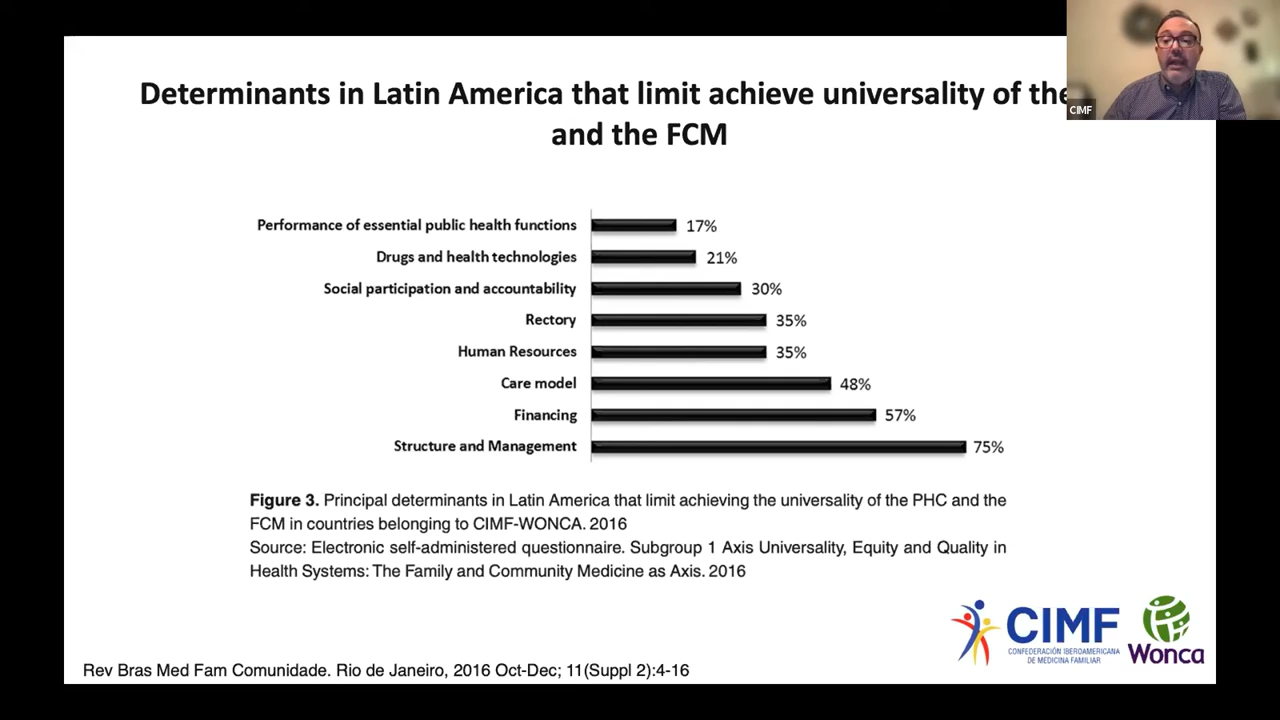 Determinants in Latin America that limit achieve universality of the
and the FCM
CIMF
Performance of essential public health functions 17%
Drugs and health technologies 21%
Social participation and accountability 30%
Rectory 35%
Human Resources 35%
Care model 48%
Financing 57%
Structure and Management 75%
Figure 3. Principal determinants in Latin America that limit achieving the universality of the PHC and the
FCM in countries belonging to CIMF-WONCA. 2016
Source: Electronic self-administered questionnaire. Subgroup 1 Axis Universality, Equity and Quality in
Health Systems: The Family and Community Medicine as Axis. 2016
CIMF
CONFEDERACIÓN IBEROAMERICANA
DE MEDICINA FAMILIAR
Wonca
Rev Bras Med Fam Comunidade. Rio de Janeiro, 2016 Oct-Dec; 11(Suppl 2):4-16